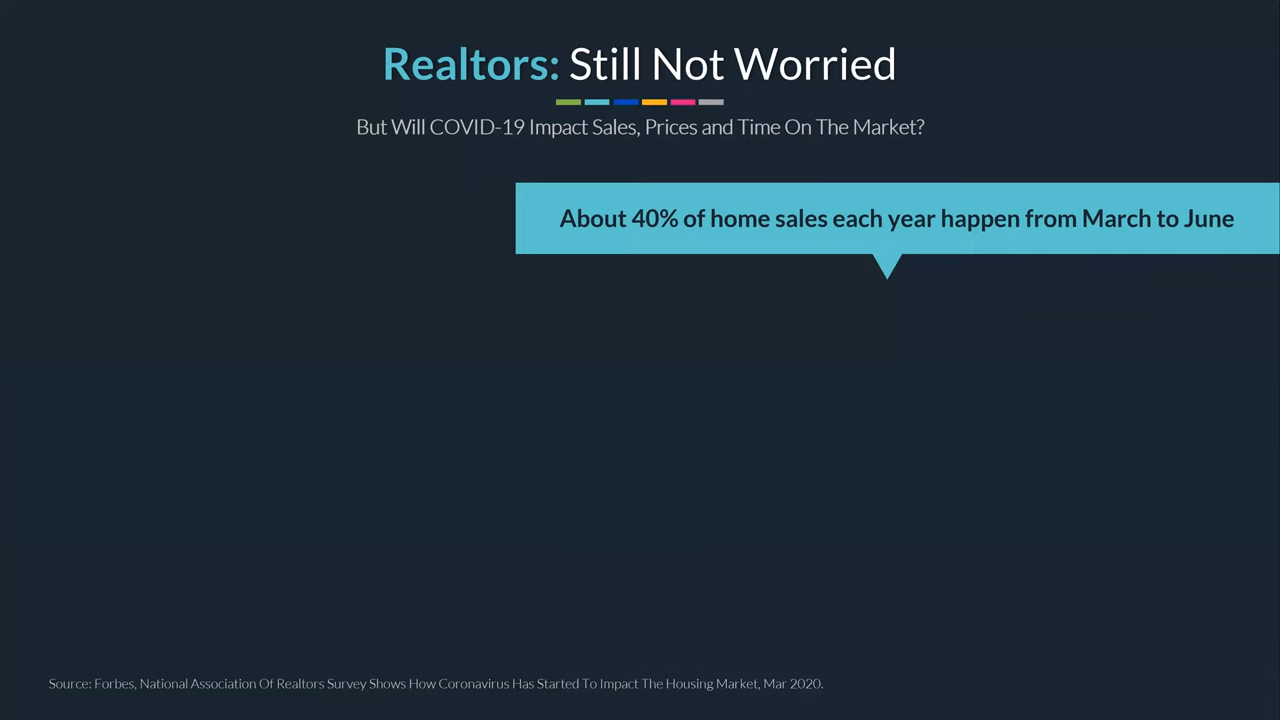 Realtors: Still Not Worried
But Will COVID-19 Impact Sales, Prices and Time On The Market?
About 40% of home sales each year happen from March to June
Source: Forbes, National Association Of Realtors Survey Shows How Coronavirus Has Started To Impact The Housing Market, Mar 2020.